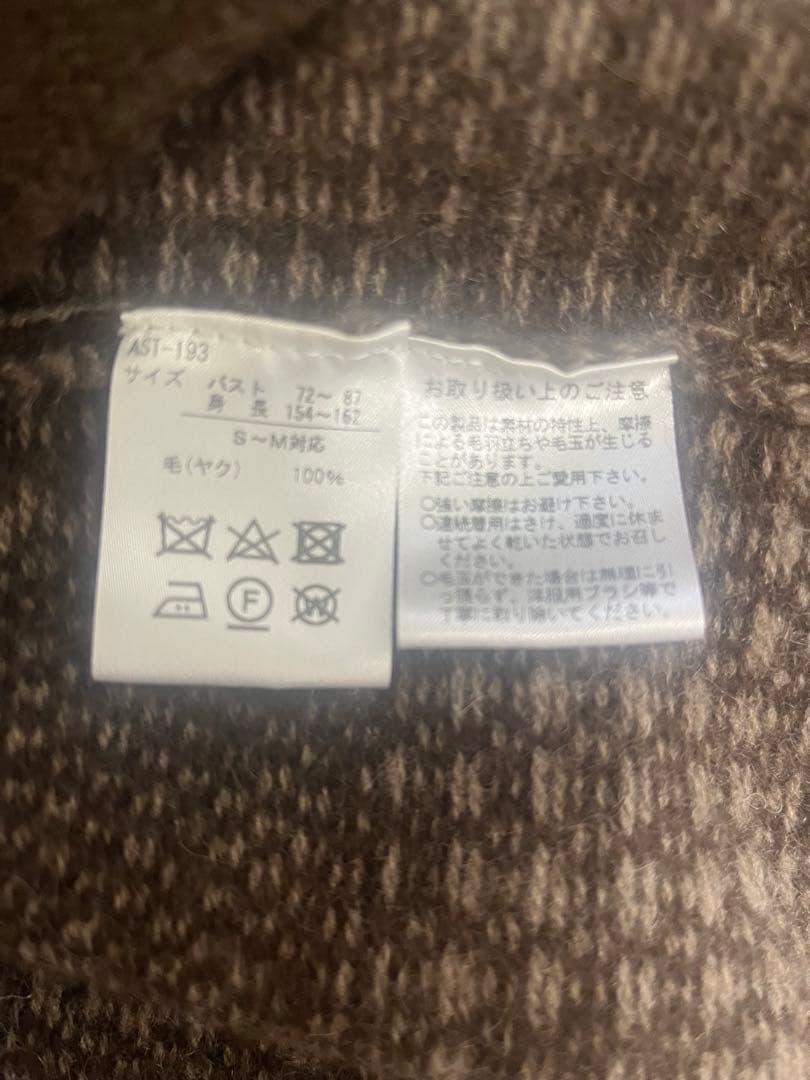 AST-193
サイズ バスト 72～ 87
身 長 154～162
S～M対応
毛(ヤク) 100%
F
W
お取り扱い上のご注意
この製品は素材の特性上、摩擦
による毛羽立ちや毛玉が生じる
ことがあります。
下記ご注意の上ご愛用下さい。
○強い摩擦はお避け下さい。
○連続着用はさけ、適度に休ま
せてよく乾いた状態でお召し
ください。
○毛玉ができた場合は無理に引
っ張らず、洋服用ブラシ等で
丁寧に取り除いてください。